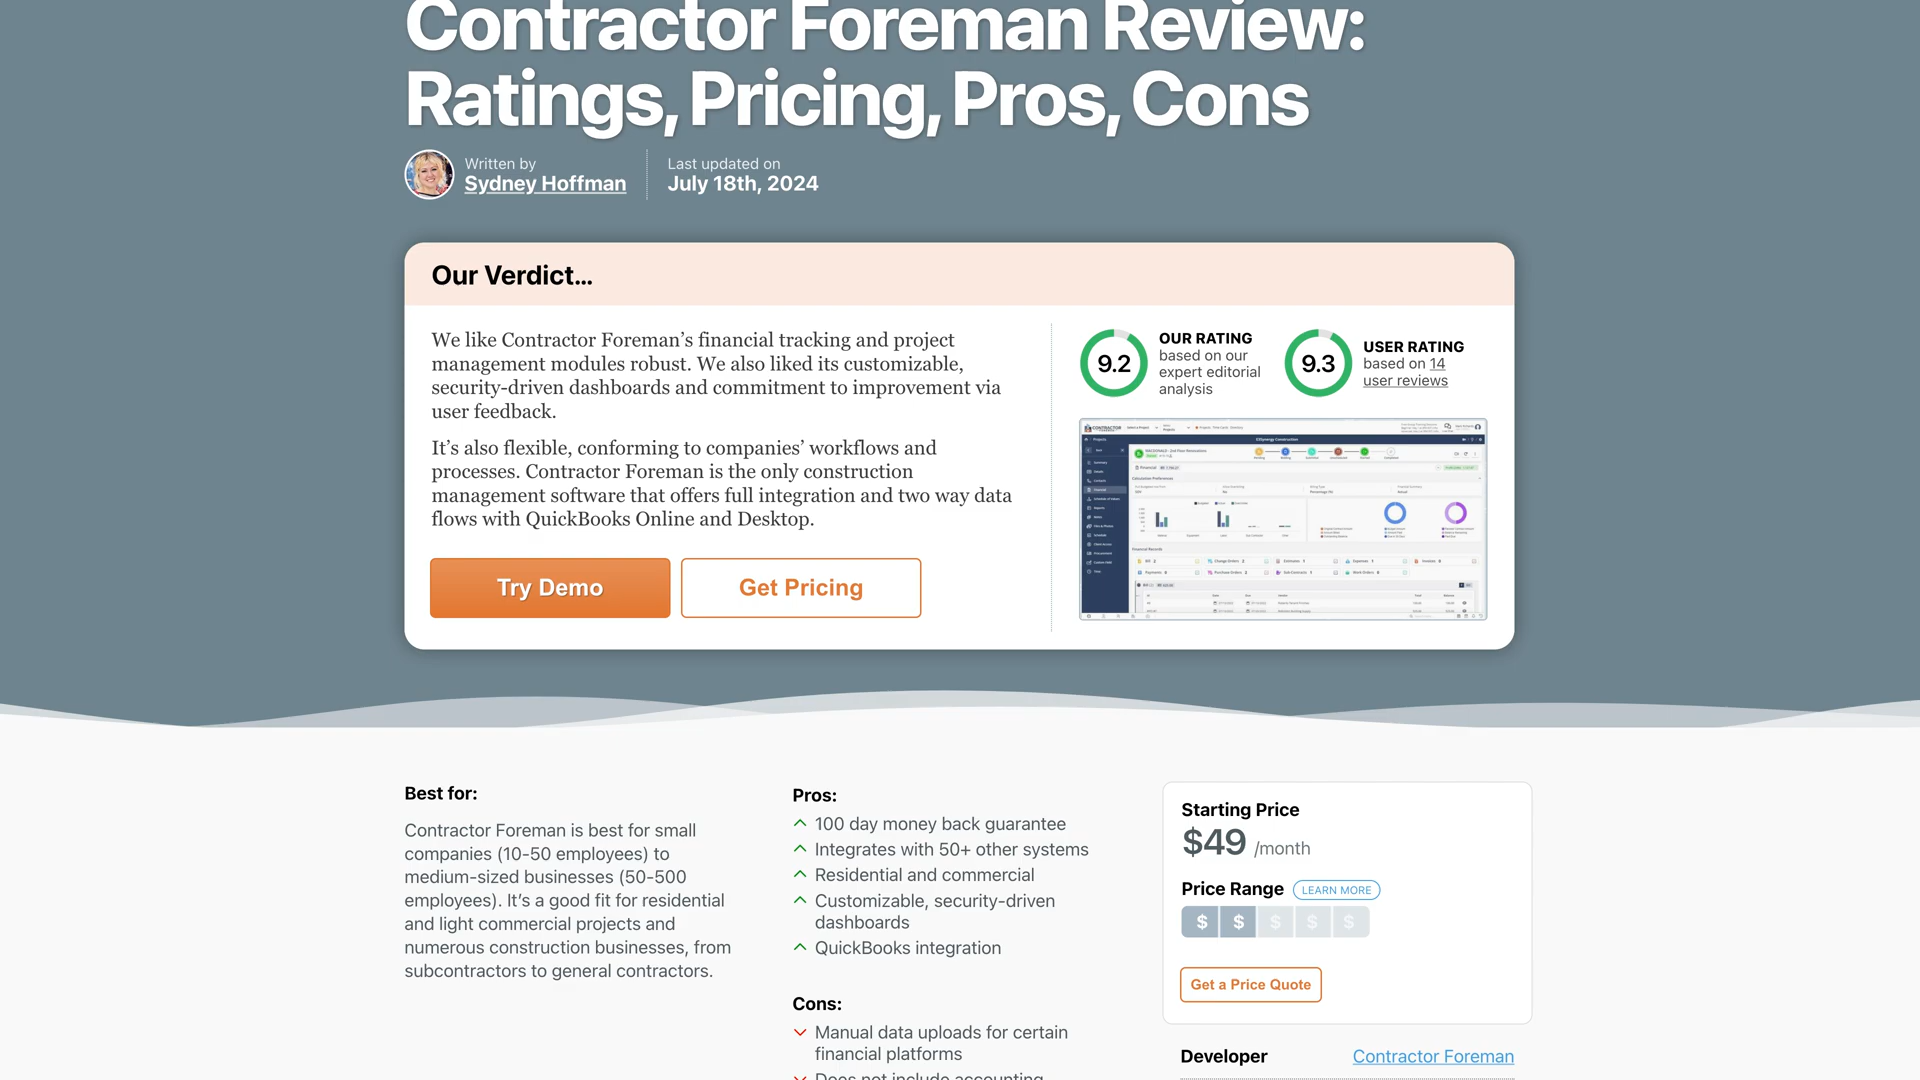 Contractor Foreman Review:
Ratings, Pricing, Pros, Cons
Written by
Sydney Hoffman
Last updated on
July 18th, 2024
Our Verdict...
We like Contractor Foreman’s financial tracking and project
management modules robust. We also liked its customizable,
security-driven dashboards and commitment to improvement via
user feedback.
It’s also flexible, conforming to companies’ workflows and
processes. Contractor Foreman is the only construction
management software that offers full integration and two way data
flows with QuickBooks Online and Desktop.
Try Demo
Get Pricing
9.2
OUR RATING
based on our
expert editorial
analysis
9.3
USER RATING
based on 14
user reviews
Best for:
Contractor Foreman is best for small
companies (10-50 employees) to
medium-sized businesses (50-500
employees). It’s a good fit for residential
and light commercial projects and
numerous construction businesses, from
subcontractors to general contractors.
Pros:
100 day money back guarantee
Integrates with 50+ other systems
Residential and commercial
Customizable, security-driven
dashboards
QuickBooks integration
Cons:
Manual data uploads for certain
financial platforms
Does not include accounting
Starting Price
$49 /month
Price Range
LEARN MORE
$ $ $ $ $
Get a Price Quote
Developer
Contractor Foreman